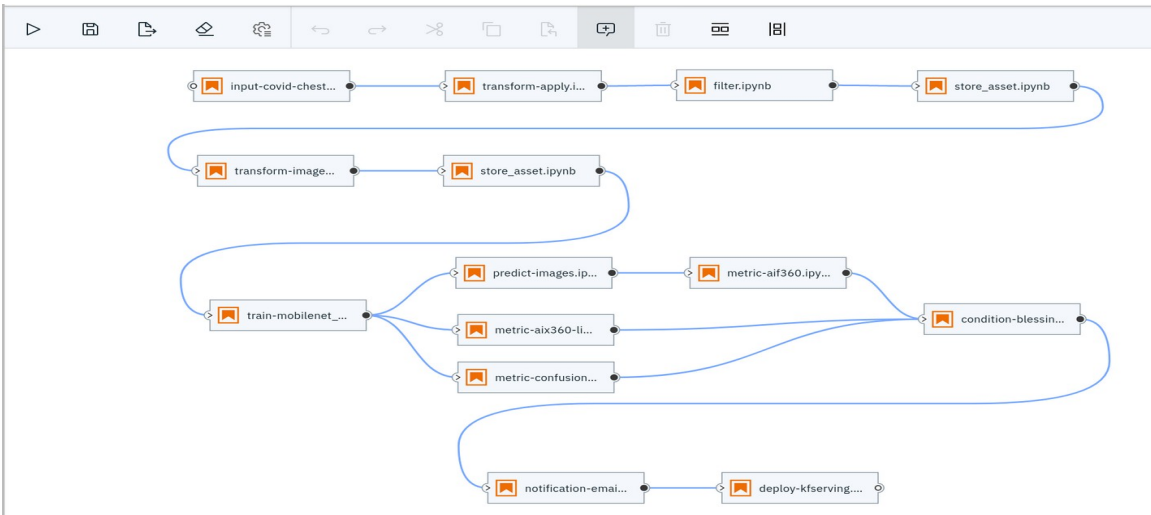 input-covid-chest...
transform-apply.i...
filter.ipynb
store_asset.ipynb
transform-image...
store_asset.ipynb
predict-images.ip...
metric-aif360.ipy...
train-mobilenet_...
metric-aix360-li...
condition-blessin...
metric-confusion...
notification-emai...
deploy-kfserving....